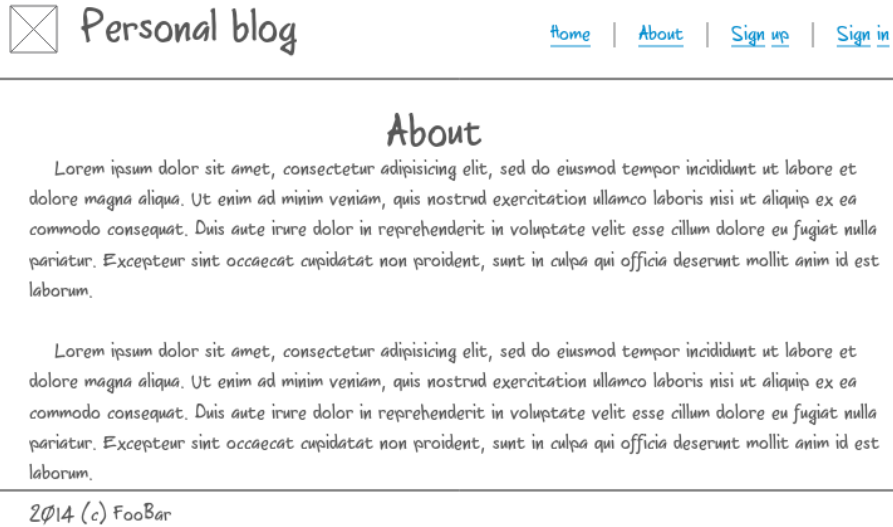 Personal blog
Home | About | Sign up | Sign in
About
Lorem ipsum dolor sit amet, consectetur adipisicing elit, sed do eiusmod tempor incididunt ut labore et
dolore magna aliqua. Ut enim ad minim veniam, quis nostrud exercitation ullamco laboris nisi ut aliquip ex ea
commodo consequat. Duis aute irure dolor in reprehenderit in voluptate velit esse cillum dolore eu fugiat nulla
pariatur. Excepteur sint occaecat cupidatat non proident, sunt in culpa qui officia deserunt mollit anim id est
laborum.
Lorem ipsum dolor sit amet, consectetur adipisicing elit, sed do eiusmod tempor incididunt ut labore et
dolore magna aliqua. Ut enim ad minim veniam, quis nostrud exercitation ullamco laboris nisi ut aliquip ex ea
commodo consequat. Duis aute irure dolor in reprehenderit in voluptate velit esse cillum dolore eu fugiat nulla
pariatur. Excepteur sint occaecat cupidatat non proident, sunt in culpa qui officia deserunt mollit anim id est
laborum.
2014 (c) FooBar